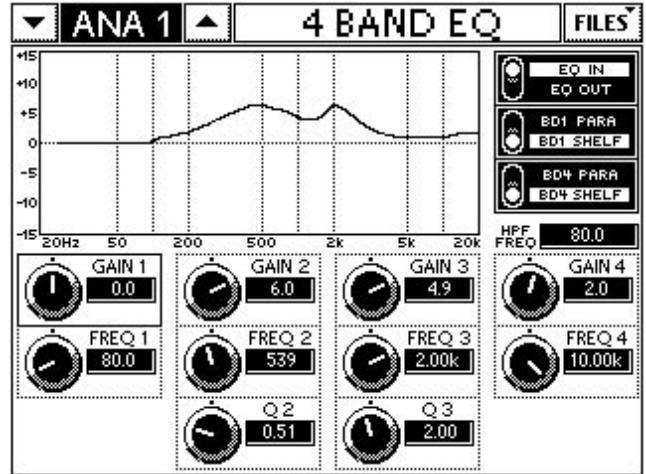 ANA 1 4 BAND EQ FILES
+15
+10
+5
0
-5
-10
-15
20Hz 50 200 500 2k 5k 20k
EQ IN
EQ OUT
BD1 PARA
BD1 SHELF
BD4 PARA
BD4 SHELF
HPF FREQ 80.0
GAIN 1 GAIN 2 GAIN 3 GAIN 4
0.0 6.0 4.9 2.0
FREQ 1 FREQ 2 FREQ 3 FREQ 4
80.0 539 2.00k 10.00k
Q 2 Q 3
0.51 2.00